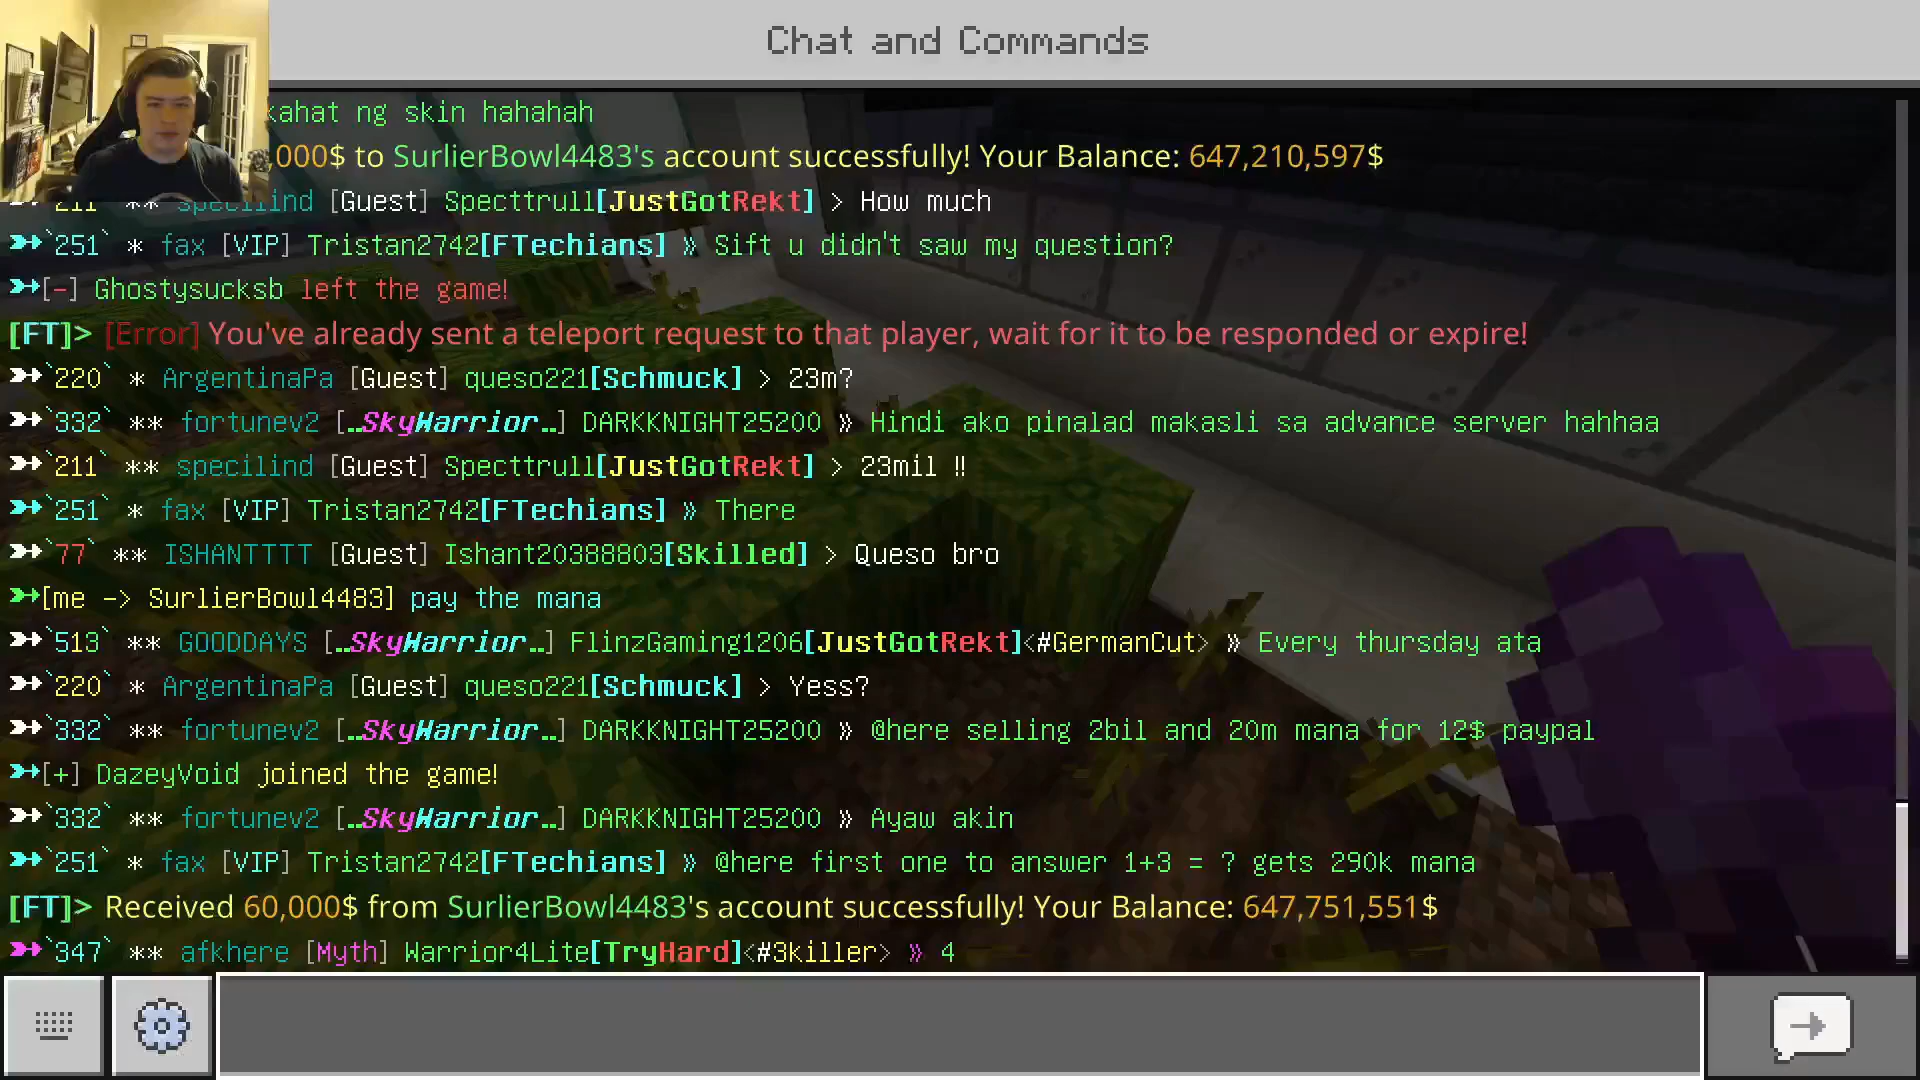 Chat and Commands
kahat ng skin hahahah
,000$ to SurlierBowl4483's account successfully! Your Balance: 647,210,597$
`211` ** specilind [Guest] Specttrull[JustGotRekt] > How much
`251` * fax [VIP] Tristan2742[FTechians] » Sift u didn't saw my question?
[-] Ghostysucksb left the game!
[FT]> [Error] You've already sent a teleport request to that player, wait for it to be responded or expire!
`220` * ArgentinaPa [Guest] queso221[Schmuck] > 23m?
`332` ** fortunev2 [..SkyWarrior..] DARKKNIGHT25200 » Hindi ako pinalad makasli sa advance server hahhaa
`211` ** specilind [Guest] Specttrull[JustGotRekt] > 23mil !!
`251` * fax [VIP] Tristan2742[FTechians] » There
`77` ** ISHANTTTT [Guest] Ishant20388803[Skilled] > Queso bro
[me -> SurlierBowl4483] pay the mana
`513` ** GOODDAYS [..SkyWarrior..] FlinzGaming1206[JustGotRekt]<#GermanCut> » Every thursday ata
`220` * ArgentinaPa [Guest] queso221[Schmuck] > Yess?
`332` ** fortunev2 [..SkyWarrior..] DARKKNIGHT25200 » @here selling 2bil and 20m mana for 12$ paypal
[+] DazeyVoid joined the game!
`332` ** fortunev2 [..SkyWarrior..] DARKKNIGHT25200 » Ayaw akin
`251` * fax [VIP] Tristan2742[FTechians] » @here first one to answer 1+3 = ? gets 290k mana
[FT]> Received 60,000$ from SurlierBowl4483's account successfully! Your Balance: 647,751,551$
`347` ** afkhere [Myth] Warrior4Lite[TryHard]<#3killer> » 4